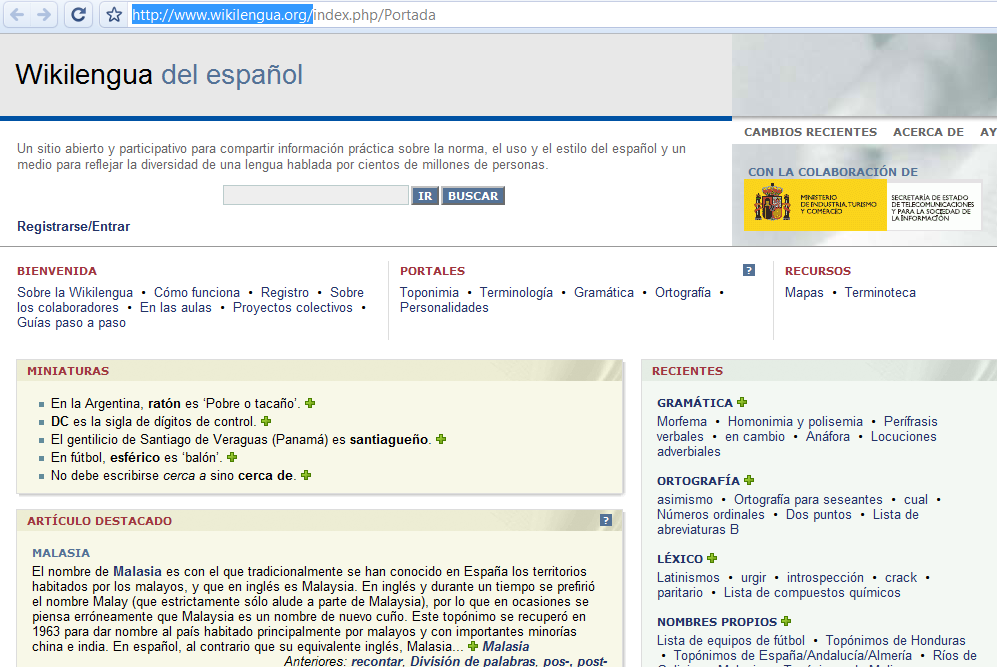 http://www.wikilengua.org/index.php/Portada
Wikilengua del español
CAMBIOS RECIENTES ACERCA DE AY
Un sitio abierto y participativo para compartir información práctica sobre la norma, el uso y el estilo del español y un
medio para reflejar la diversidad de una lengua hablada por cientos de millones de personas.
IR BUSCAR
Registrarse/Entrar
CON LA COLABORACIÓN DE
MINISTERIO
DE INDUSTRIA, TURISMO
Y COMERCIO
SECRETARÍA DE ESTADO
DE TELECOMUNICACIONES
Y PARA LA SOCIEDAD DE
LA INFORMACIÓN
BIENVENIDA
Sobre la Wikilengua • Cómo funciona • Registro • Sobre
los colaboradores • En las aulas • Proyectos colectivos •
Guías paso a paso
PORTALES ?
Toponimia • Terminología • Gramática • Ortografía •
Personalidades
RECURSOS
Mapas • Terminoteca
MINIATURAS
En la Argentina, ratón es ‘Pobre o tacaño’.
DC es la sigla de dígitos de control.
El gentilicio de Santiago de Veraguas (Panamá) es santiagueño.
En fútbol, esférico es ‘balón’.
No debe escribirse cerca a sino cerca de.
ARTÍCULO DESTACADO ?
MALASIA
El nombre de Malasia es con el que tradicionalmente se han conocido en España los territorios
habitados por los malayos, y que en inglés es Malaysia. En inglés y durante un tiempo se prefirió
el nombre Malay (que estrictamente sólo alude a parte de Malaysia), por lo que en ocasiones se
piensa erróneamente que Malaysia es un nombre de nuevo cuño. Este topónimo se recuperó en
1963 para dar nombre al país habitado principalmente por malayos y con importantes minorías
china e india. En español, al contrario que su equivalente inglés, Malasia... Malasia
Anteriores: recontar, División de palabras, pos-, post-
RECIENTES
GRAMÁTICA
Morfema • Homonimia y polisemia • Perífrasis
verbales • en cambio • Anáfora • Locuciones
adverbiales
ORTOGRAFÍA
asimismo • Ortografía para seseantes • cual •
Números ordinales • Dos puntos • Lista de
abreviaturas B
LÉXICO
Latinismos • urgir • introspección • crack •
paritario • Lista de compuestos químicos
NOMBRES PROPIOS
Lista de equipos de fútbol • Topónimos de Honduras
• Topónimos de España/Andalucía/Almería • Ríos de